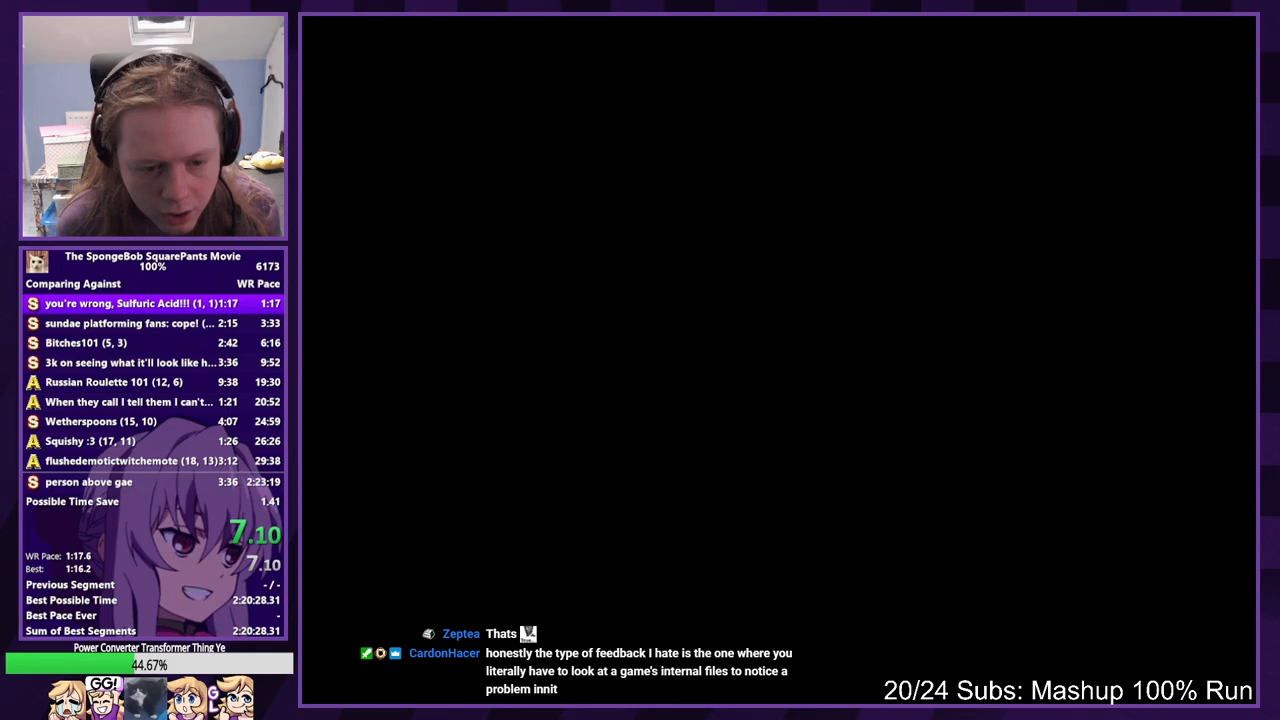 The SpongeBob SquarePants Movie
100% 6173
Comparing Against WR Pace
S you're wrong, Sulfuric Acid!!! (1, 1) 1:17 1:17
S sundae platforming fans: cope! (... 2:15 3:33
S Bitches101 (5, 3) 2:42 6:16
S 3k on seeing what it'll look like h... 3:36 9:52
A Russian Roulette 101 (12, 6) 9:38 19:30
A When they call I tell them I can't... 1:21 20:52
S Wetherspoons (15, 10) 4:07 24:59
A Squishy :3 (17, 11) 1:26 26:26
A flushedemotictwitchemote (18, 13) 3:12 29:38
S person above gae 3:36 2:23:19
Possible Time Save 1.41
7.10
WR Pace: 1:17.6
7.10
Best: 1:16.2
Previous Segment - / -
Best Possible Time 2:20:28.31
Best Pace Ever -
Sum of Best Segments 2:20:28.31
Power Converter Transformer Thing Ye
44.67%
GG!
GL
Zeptea Thats
CardonHacer honestly the type of feedback I hate is the one where you
literally have to look at a game's internal files to notice a
problem innit
20/24 Subs: Mashup 100% Run